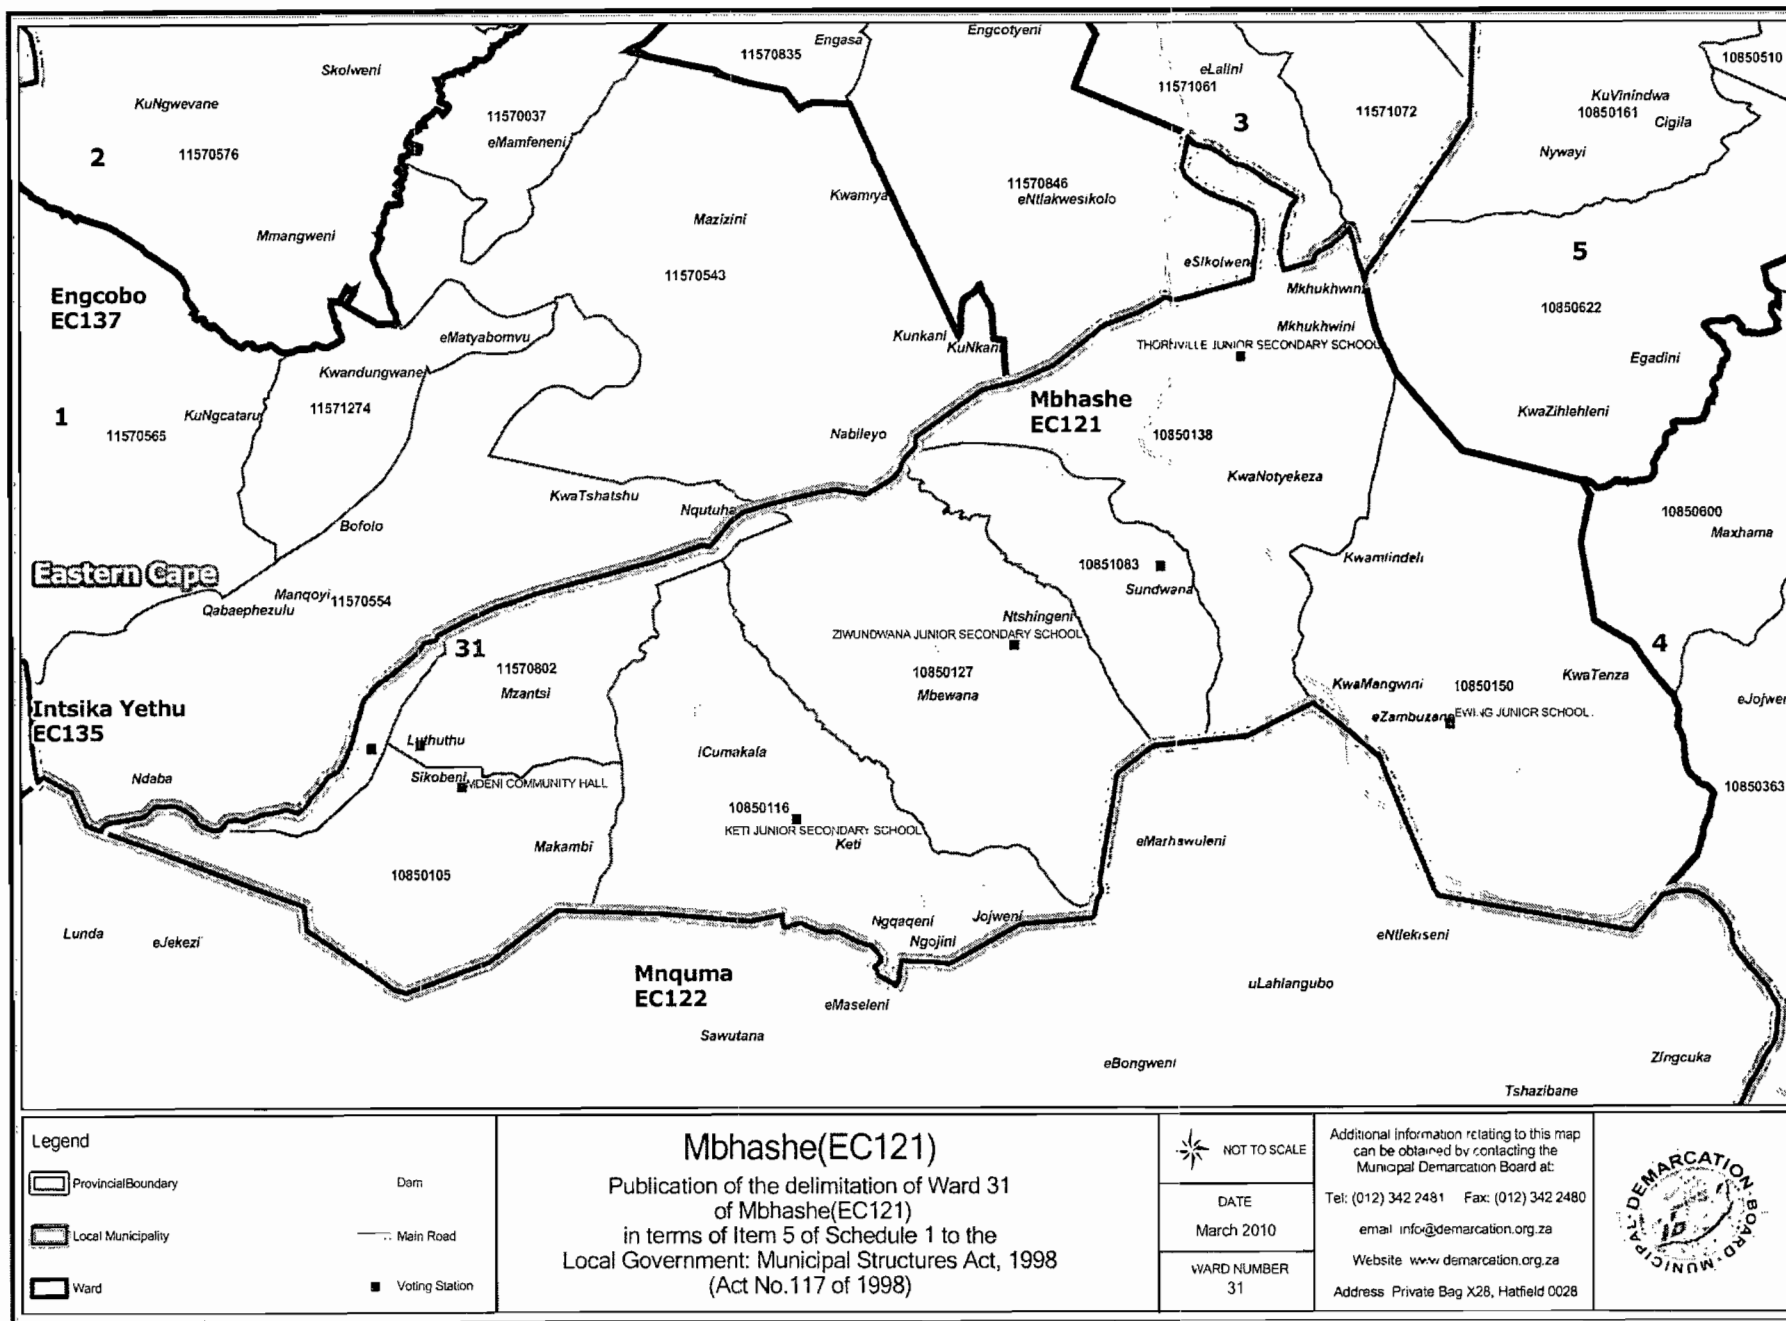 Engasa
Engcotyeni
11570835
10850510
Skolweni
eLalini
11571061
KuVinindwa
10850161
Cigila
KuNgwevane
11570037
eMamfeneni
11571072
3
2
11570576
Nywayi
11570846
eNtlakwesikolo
Kwamiya
Mazizini
Mmangweni
5
eSikolweni
11570543
Mkhukhwini
Engcobo
EC137
10850622
eMatyabomvu
Kunkani
KuNkani
Mkhukhwini
THORNVILLE JUNIOR SECONDARY SCHOOL
Egadini
Kwandungwane
11571274
Mbhashe
EC121
KwaZihlehleni
1
KuNgcataru
11570565
Nabileyo
10850138
KwaNotyekeza
KwaTshatshu
Nqutuha
10850600
Maxhama
Bofolo
Eastern Cape
10851083
Sundwana
Kwamlindeli
Manqoyi
11570554
Qabaephezulu
Ntshingeni
ZIWUNDWANA JUNIOR SECONDARY SCHOOL
31
11570802
Mzantsi
10850127
Mbewana
4
KwaTenza
KwaMangwini
10850150
eZambuzane
EWING JUNIOR SCHOOL
eJojweni
Intsika Yethu
EC135
Luthuthu
iCumakala
Ndaba
Sikobeni
MDENI COMMUNITY HALL
10850363
10850116
KETI JUNIOR SECONDARY SCHOOL
Keti
Makambi
eMarhawuleni
10850105
Lunda
eJekezi
Ngqaqeni
Jojweni
Ngojini
eNtlekiseni
Mnquma
EC122
eMaseleni
uLahlangubo
Sawutana
eBongweni
Zingcuka
Tshazibane
Legend
ProvincialBoundary
Dam
Local Municipality
Main Road
Ward
Voting Station
Mbhashe(EC121)
Publication of the delimitation of Ward 31
of Mbhashe(EC121)
in terms of Item 5 of Schedule 1 to the
Local Government: Municipal Structures Act, 1998
(Act No.117 of 1998)
NOT TO SCALE
DATE
March 2010
WARD NUMBER
31
Additional information relating to this map
can be obtained by contacting the
Municipal Demarcation Board at:
Tel: (012) 342 2481 Fax: (012) 342 2480
email info@demarcation.org.za
Website www demarcation.org.za
Address Private Bag X28, Hatfield 0028
MUNICIPAL DEMARCATION BOARD